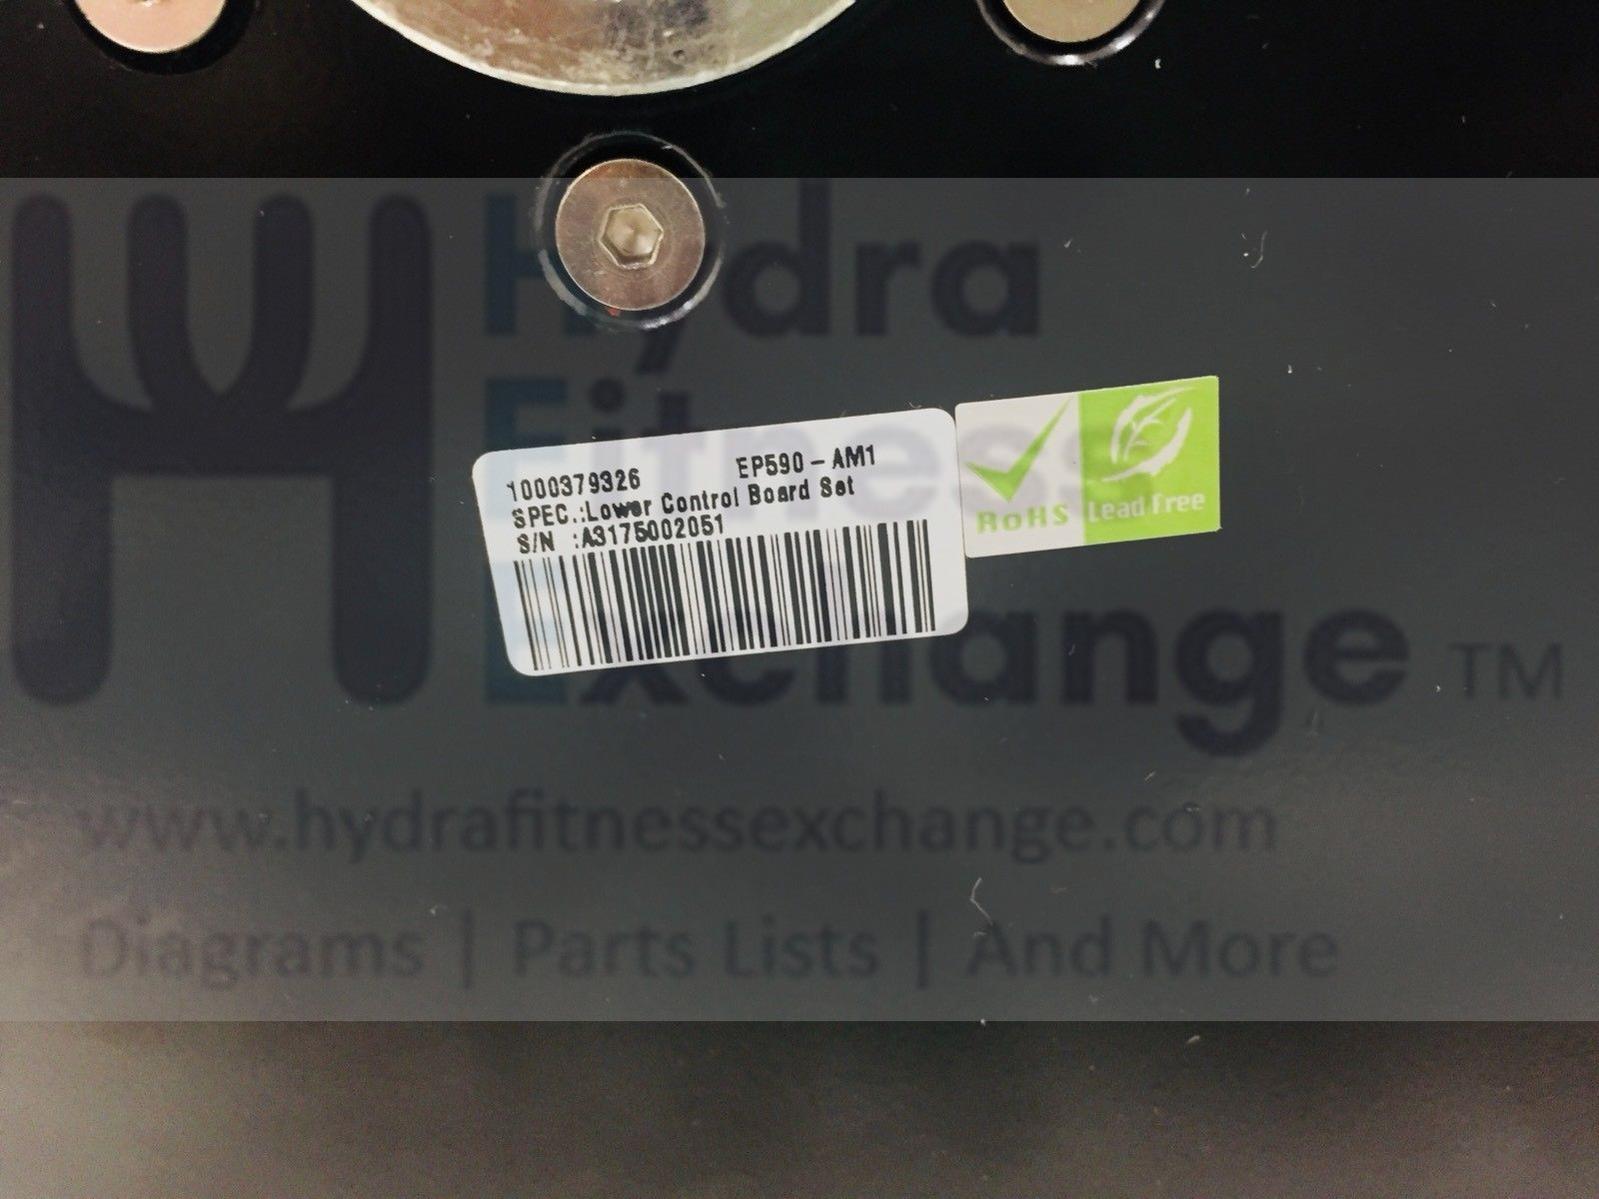 1000379326 EP590-AM1
SPEC.:Lower Control Board Set
S/N :A3175002051
RoHS Lead Free
Hydra
Fitness
Exchange TM
www.hydrafitnessexchange.com
Diagrams | Parts Lists | And More